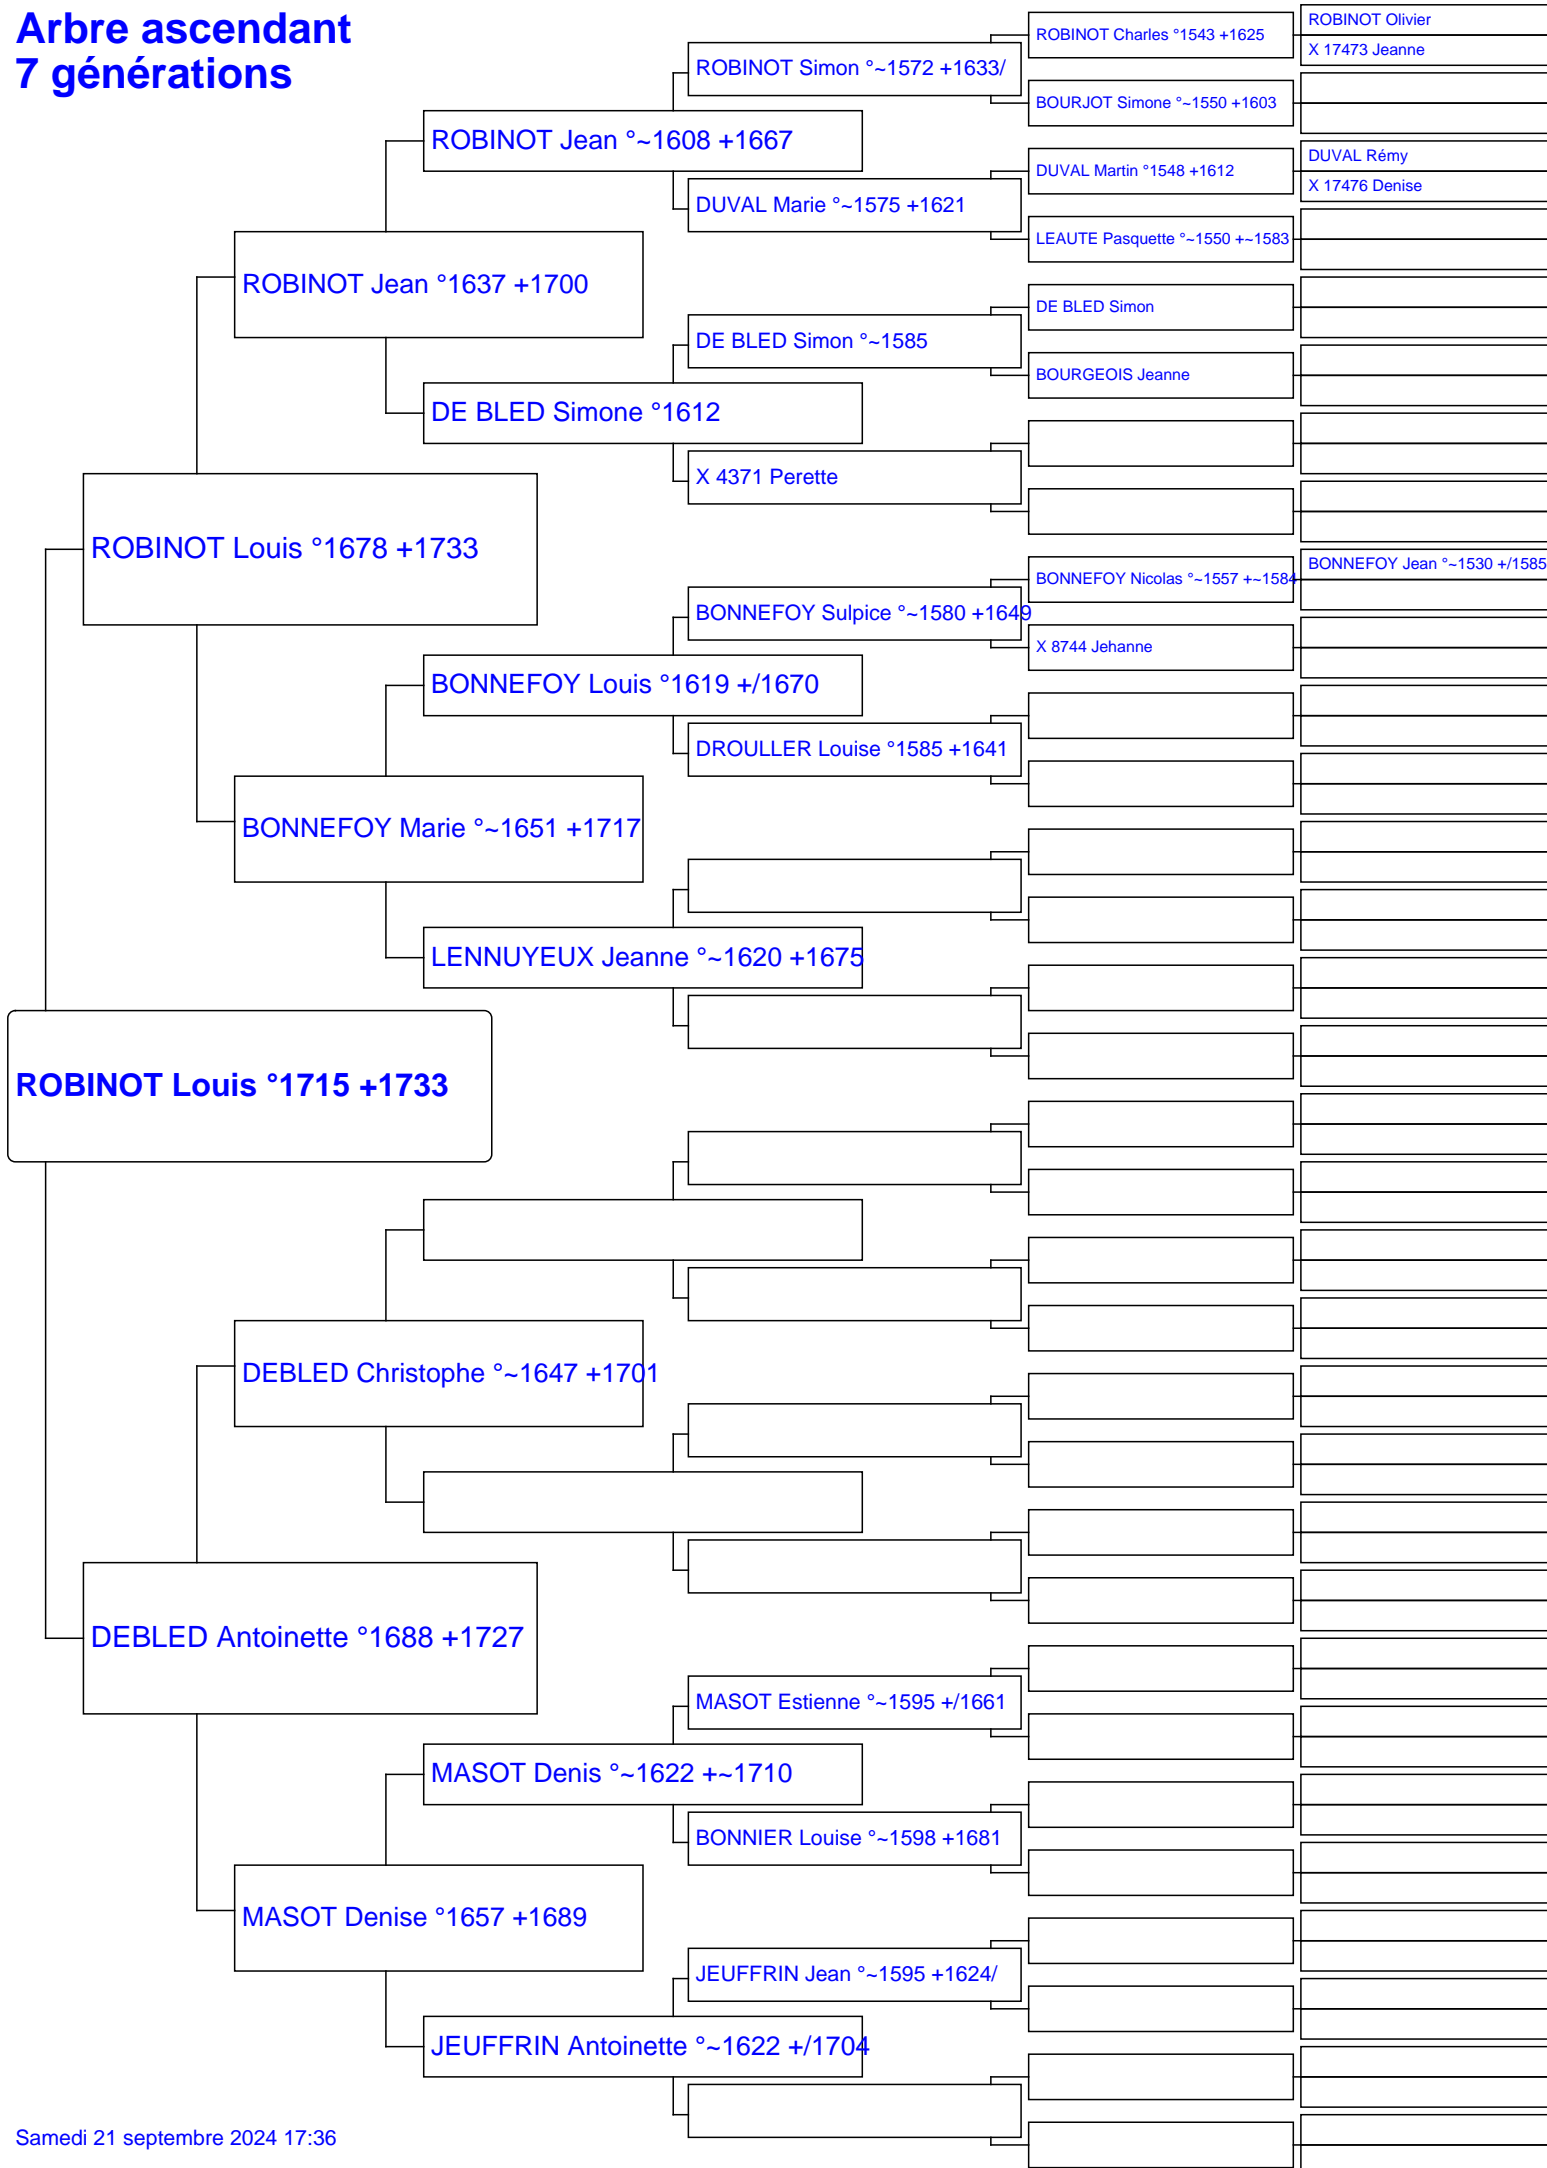 Arbre ascendant
7 générations
ROBINOT Olivier
ROBINOT Charles °1543 +1625
X 17473 Jeanne
ROBINOT Simon °~1572 +1633/
BOURJOT Simone °~1550 +1603
ROBINOT Jean °~1608 +1667
DUVAL Rémy
DUVAL Martin °1548 +1612
X 17476 Denise
DUVAL Marie °~1575 +1621
LEAUTE Pasquette °~1550 +~1583
ROBINOT Jean °1637 +1700
DE BLED Simon
DE BLED Simon °~1585
BOURGEOIS Jeanne
DE BLED Simone °1612
X 4371 Perette
ROBINOT Louis °1678 +1733
BONNEFOY Jean °~1530 +/1585
BONNEFOY Nicolas °~1557 +~1584
BONNEFOY Sulpice °~1580 +1649
X 8744 Jehanne
BONNEFOY Louis °1619 +/1670
DROULLER Louise °1585 +1641
BONNEFOY Marie °~1651 +1717
LENNUYEUX Jeanne °~1620 +1675
ROBINOT Louis °1715 +1733
DEBLED Christophe °~1647 +1701
DEBLED Antoinette °1688 +1727
MASOT Estienne °~1595 +/1661
MASOT Denis °~1622 +~1710
BONNIER Louise °~1598 +1681
MASOT Denise °1657 +1689
JEUFFRIN Jean °~1595 +1624/
JEUFFRIN Antoinette °~1622 +/1704
Samedi 21 septembre 2024 17:36